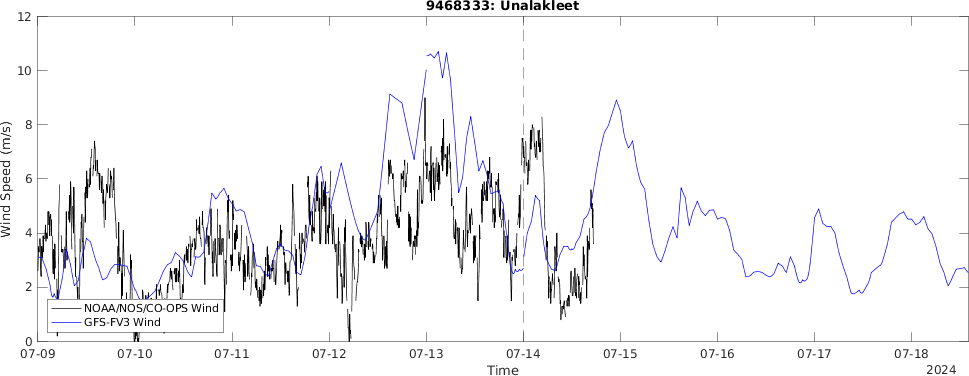 9468333: Unalakleet
Wind Speed (m/s)
12
10
8
6
4
2
0
NOAA/NOS/CO-OPS Wind
GFS-FV3 Wind
07-09 07-10 07-11 07-12 07-13 07-14 07-15 07-16 07-17 07-18
Time
2024